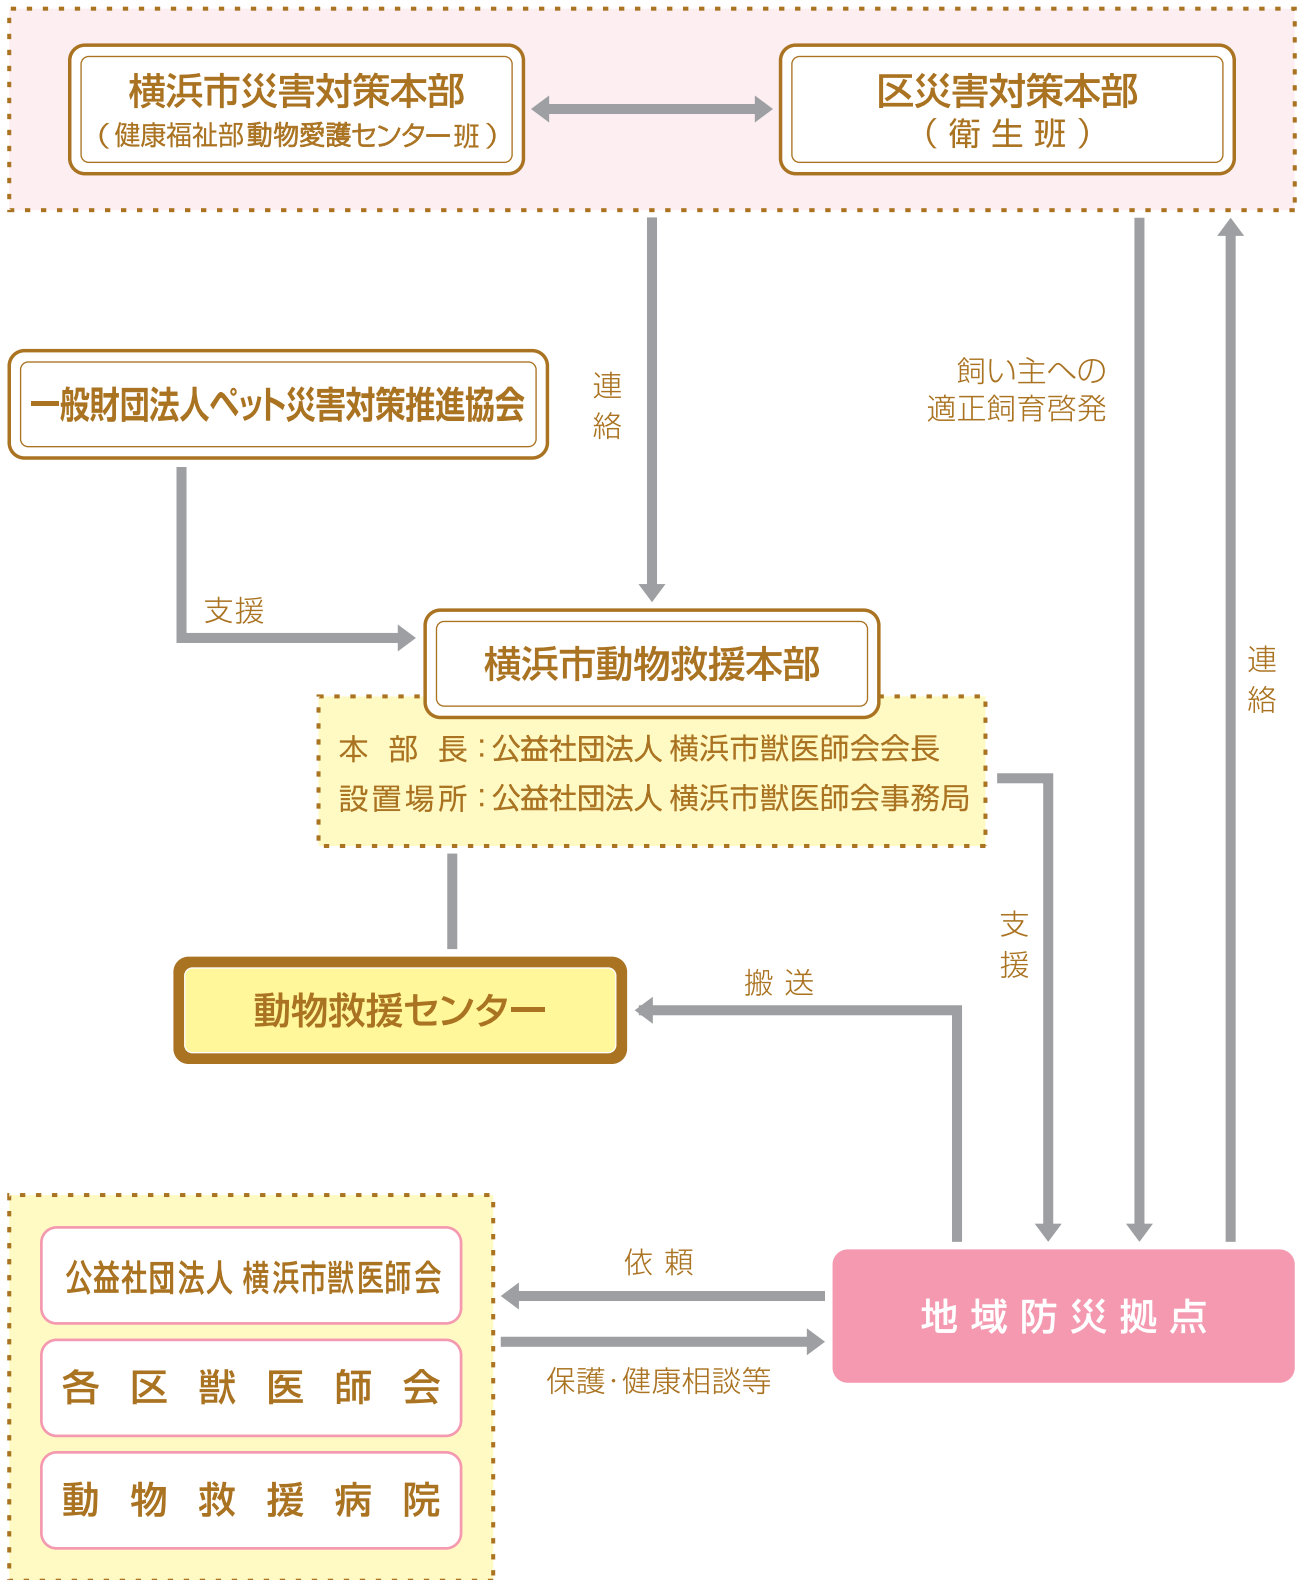 横浜市災害対策本部
（健康福祉部動物愛護センター班）
区災害対策本部
（衛生班）
一般財団法人ペット災害対策推進協会
連絡
飼い主への
適正飼育啓発
支援
連絡
横浜市動物救援本部
本部長：公益社団法人 横浜市獣医師会会長
設置場所：公益社団法人 横浜市獣医師会事務局
支援
動物救援センター
搬送
公益社団法人 横浜市獣医師会
各区獣医師会
動物救援病院
依頼
保護・健康相談等
地域防災拠点